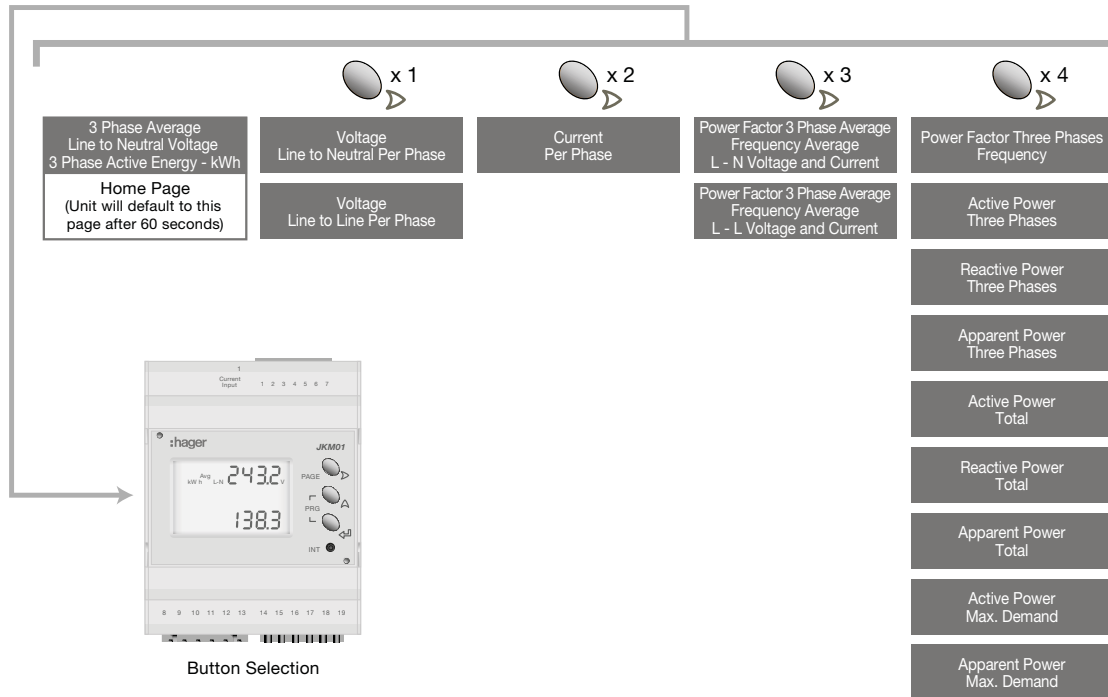 x 1
x 2
x 3
x 4
3 Phase Average
Line to Neutral Voltage
3 Phase Active Energy - kWh
Home Page
(Unit will default to this
page after 60 seconds)
Voltage
Line to Neutral Per Phase
Voltage
Line to Line Per Phase
Current
Per Phase
Power Factor 3 Phase Average
Frequency Average
L - N Voltage and Current
Power Factor 3 Phase Average
Frequency Average
L - L Voltage and Current
Power Factor Three Phases
Frequency
Active Power
Three Phases
Reactive Power
Three Phases
Apparent Power
Three Phases
Active Power
Total
Reactive Power
Total
Apparent Power
Total
Active Power
Max. Demand
Apparent Power
Max. Demand
1
Current
Input
1 2 3 4 5 6 7
:hager
JKM01
Avg
kW h L-N 243.2 V
138.3
PAGE
PRG
INT
8 9 10 11 12 13 14 15 16 17 18 19
Button Selection